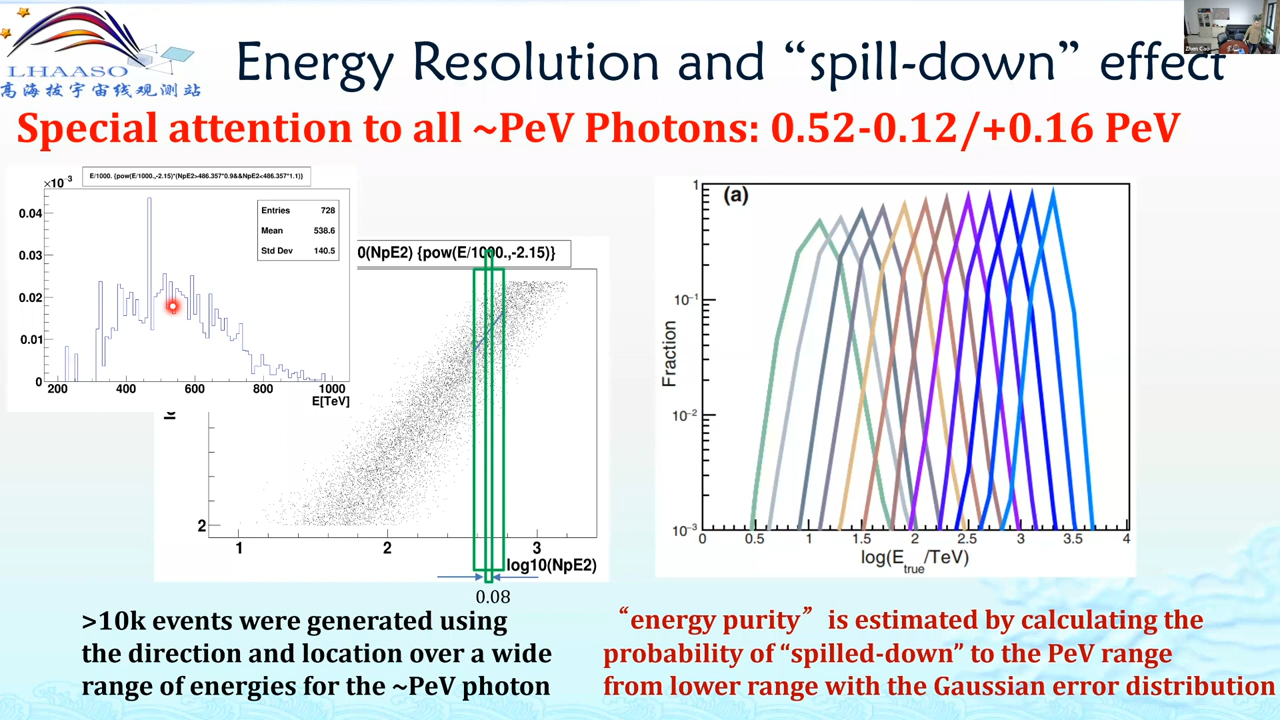 LHAASO
高海拔宇宙线观测站
Energy Resolution and “spill-down” effect
Zhen Cao
Special attention to all ~PeV Photons: 0.52-0.12/+0.16 PeV
E/1000. {pow(E/1000.,-2.15)*(NpE2>486.357*0.9&&NpE2<486.357*1.1)}
×10⁻³
Entries 728
Mean 538.6
Std Dev 140.5
0.04
0.03
0.02
0.01
0
200 400 600 800 1000
E[TeV]
0(NpE2) {pow(E/1000.,-2.15)}
2
1 2 3
log10(NpE2)
0.08
(a)
Fraction
1
10⁻¹
10⁻²
10⁻³
0 0.5 1 1.5 2 2.5 3 3.5 4
log(E_true/TeV)
>10k events were generated using
the direction and location over a wide
range of energies for the ~PeV photon
“energy purity” is estimated by calculating the
probability of “spilled-down” to the PeV range
from lower range with the Gaussian error distribution